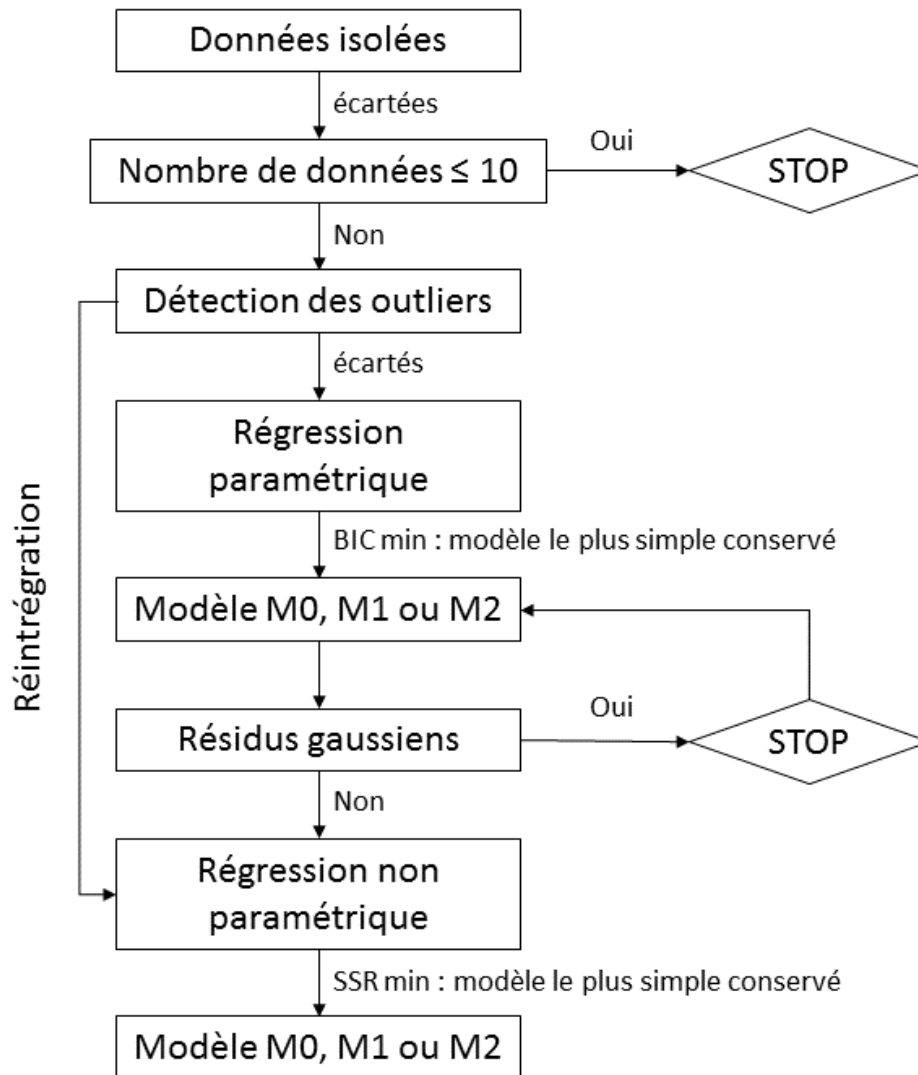 Données isolées
écartées
Nombre de données ≤ 10
Oui
STOP
Non
Détection des outliers
écartés
Régression
paramétrique
BIC min : modèle le plus simple conservé
Modèle M0, M1 ou M2
Réintrégration
Résidus gaussiens
Oui
STOP
Non
Régression non
paramétrique
SSR min : modèle le plus simple conservé
Modèle M0, M1 ou M2